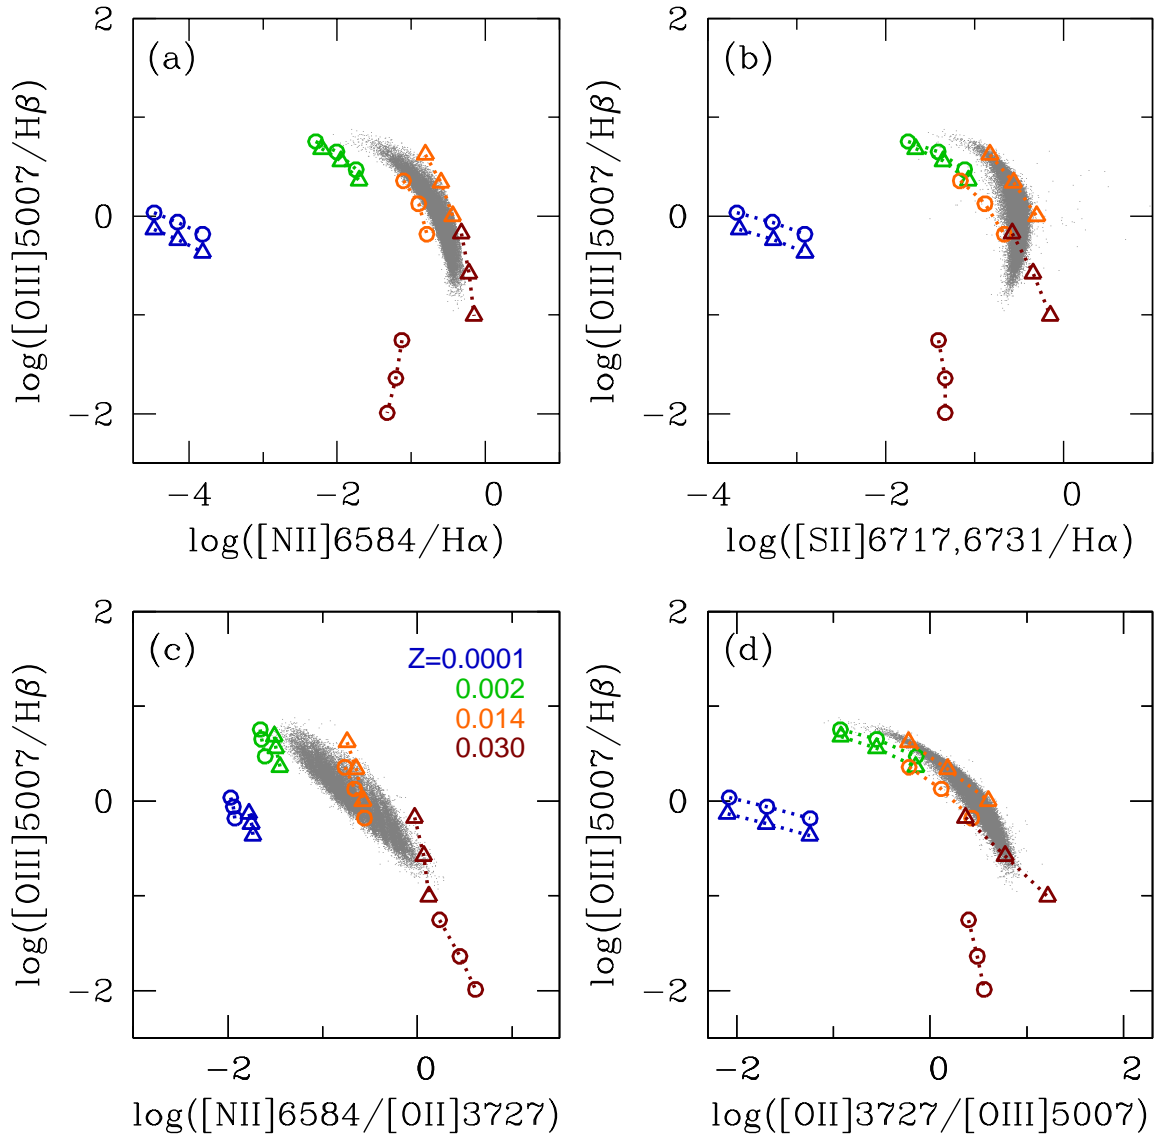 2
2
(a)
(b)
log([OIII]5007/Hβ)
log([OIII]5007/Hβ)
0
0
−2
−2
−4
−2
0
−4
−2
0
log([NII]6584/Hα)
log([SII]6717,6731/Hα)
2
2
(c)
(d)
Z=0.0001
0.002
0.014
0.030
log([OIII]5007/Hβ)
log([OIII]5007/Hβ)
0
0
−2
−2
−2
0
−2
0
2
log([NII]6584/[OII]3727)
log([OII]3727/[OIII]5007)